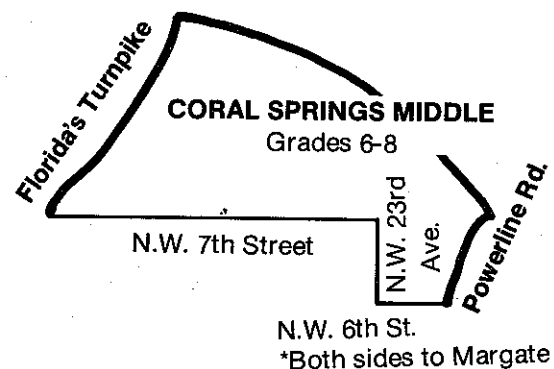 Florida's Turnpike
CORAL SPRINGS MIDDLE
Grades 6-8
N.W. 23rd
Ave.
Powerline Rd.
N.W. 7th Street
N.W. 6th St.
*Both sides to Margate